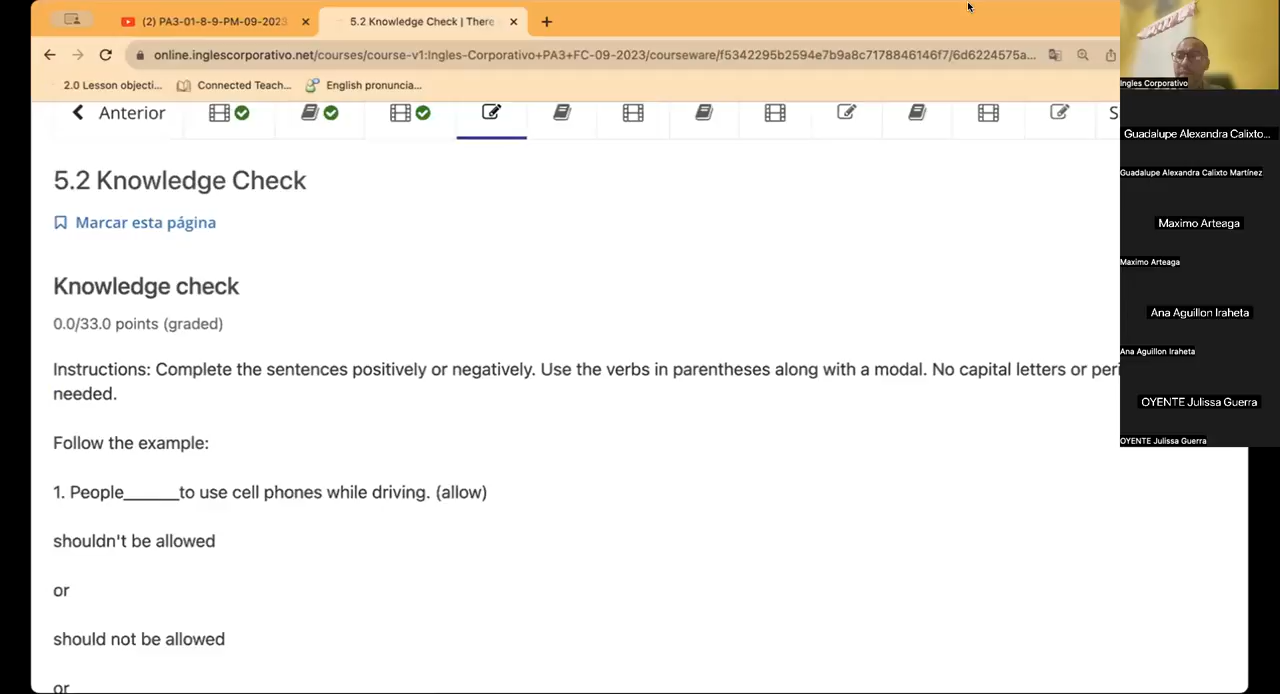 (2) PA3-01-8-9-PM-09-2023
5.2 Knowledge Check | There
online.inglescorporativo.net/courses/course-v1:Ingles-Corporativo+PA3+FC-09-2023/courseware/f5342295b2594e7b9a8c7178846146f7/6d6224575a...
2.0 Lesson objecti...
Connected Teach...
English pronuncia...
Anterior
S
5.2 Knowledge Check
Marcar esta página
Knowledge check
0.0/33.0 points (graded)
Instructions: Complete the sentences positively or negatively. Use the verbs in parentheses along with a modal. No capital letters or peri
needed.
Follow the example:
1. People______to use cell phones while driving. (allow)
shouldn't be allowed
or
should not be allowed
or
Ingles Corporativo
Guadalupe Alexandra Calixto...
Guadalupe Alexandra Calixto Martínez
Maximo Arteaga
Maximo Arteaga
Ana Aguillon Iraheta
Ana Aguillon Iraheta
OYENTE Julissa Guerra
OYENTE Julissa Guerra